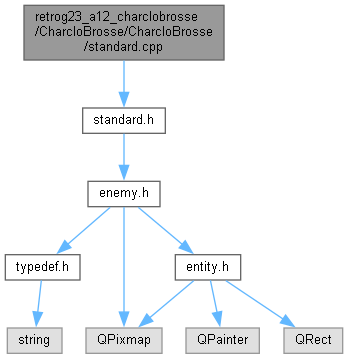 retrog23_a12_charclobrosse
/CharcloBrosse/CharcloBrosse
/standard.cpp
standard.h
enemy.h
typedef.h
entity.h
string
QPixmap
QPainter
QRect